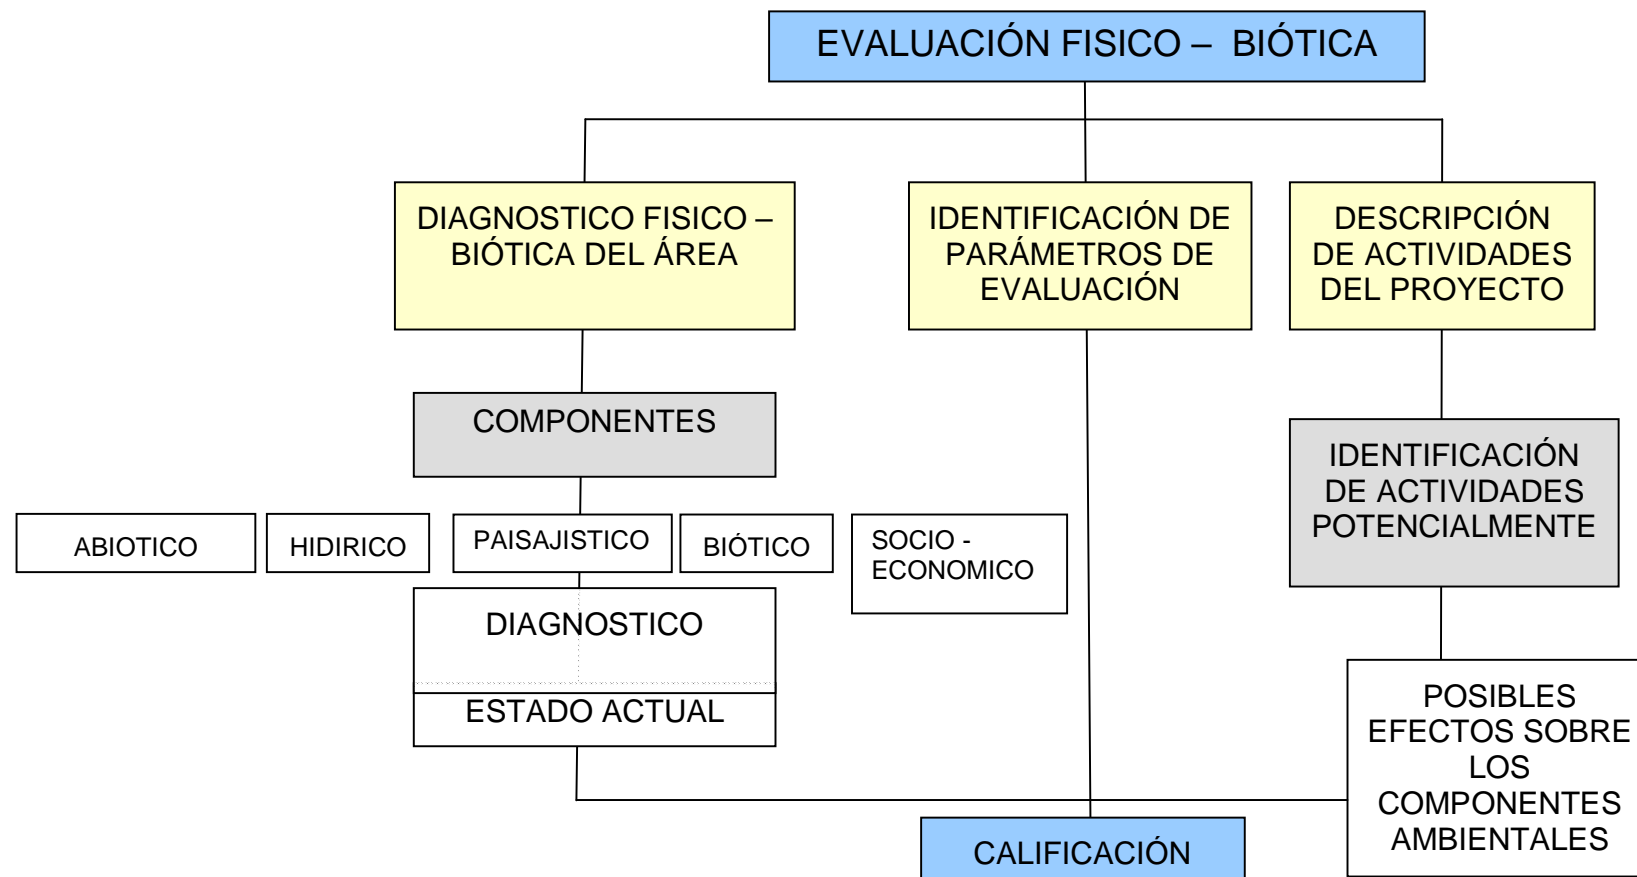 EVALUACIÓN FISICO – BIÓTICA
DIAGNOSTICO FISICO –
BIÓTICA DEL ÁREA
IDENTIFICACIÓN DE
PARÁMETROS DE
EVALUACIÓN
DESCRIPCIÓN
DE ACTIVIDADES
DEL PROYECTO
COMPONENTES
IDENTIFICACIÓN
DE ACTIVIDADES
POTENCIALMENTE
ABIOTICO
HIDIRICO
PAISAJISTICO
BIÓTICO
SOCIO -
ECONOMICO
DIAGNOSTICO
ESTADO ACTUAL
POSIBLES
EFECTOS SOBRE
LOS
COMPONENTES
AMBIENTALES
CALIFICACIÓN